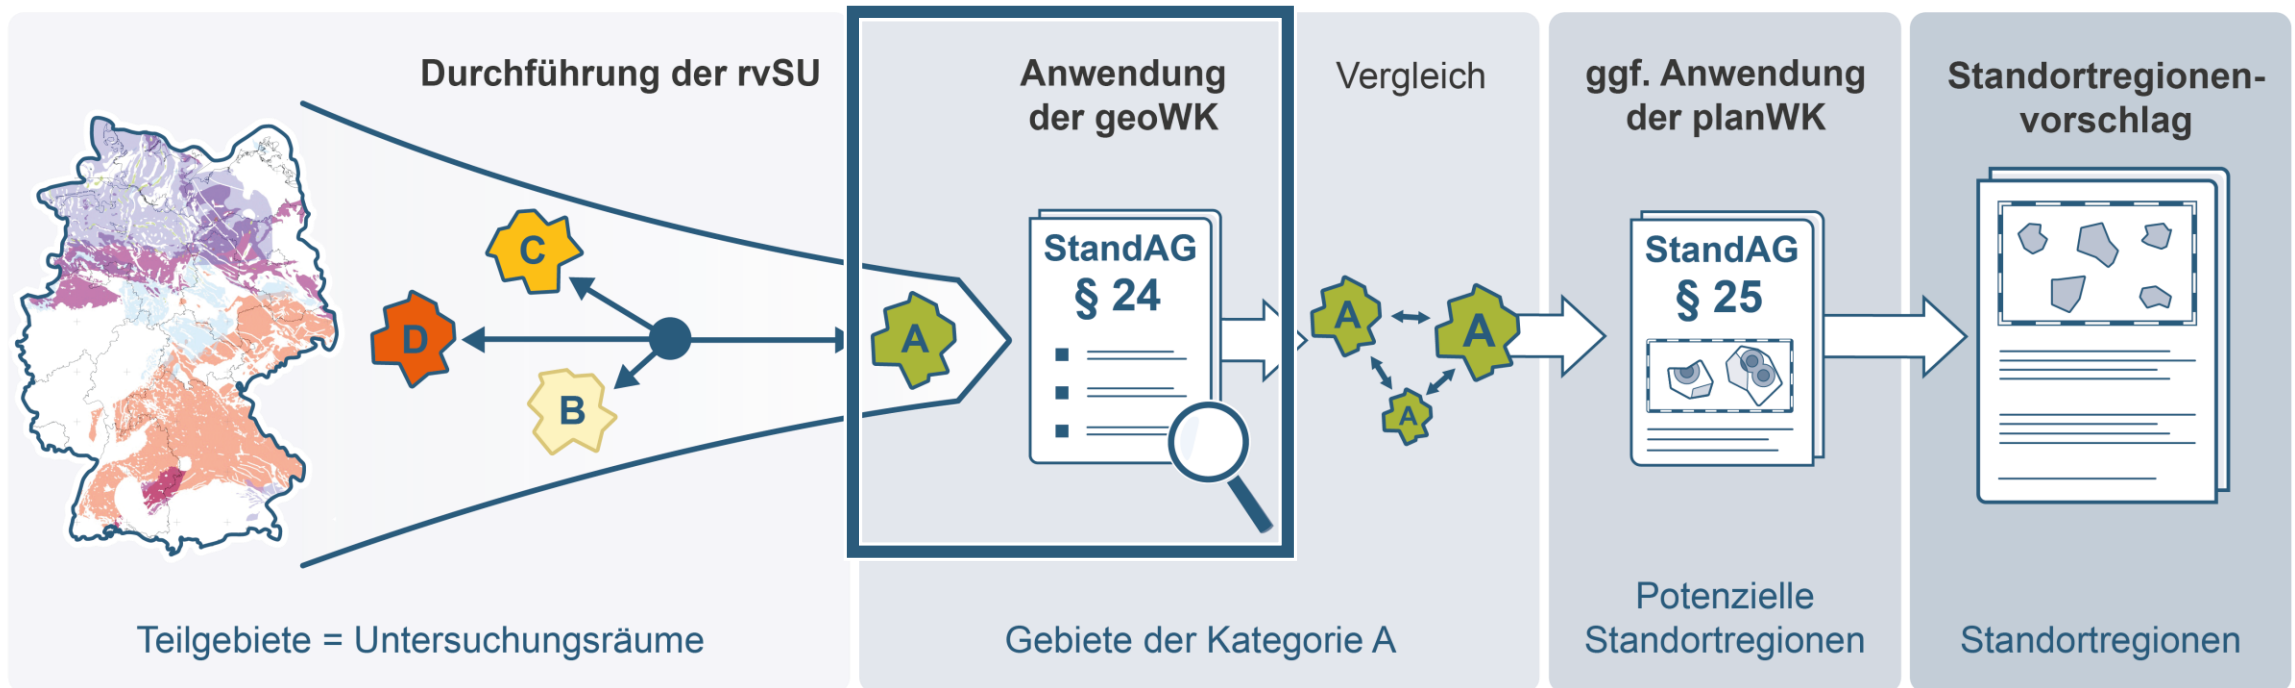 Durchführung der rvSU
C
D
B
Teilgebiete = Untersuchungsräume
Anwendung
der geoWK
A
StandAG
§ 24
Vergleich
A
A
A
Gebiete der Kategorie A
ggf. Anwendung
der planWK
StandAG
§ 25
Potenzielle
Standortregionen
Standortregionen-
vorschlag
Standortregionen